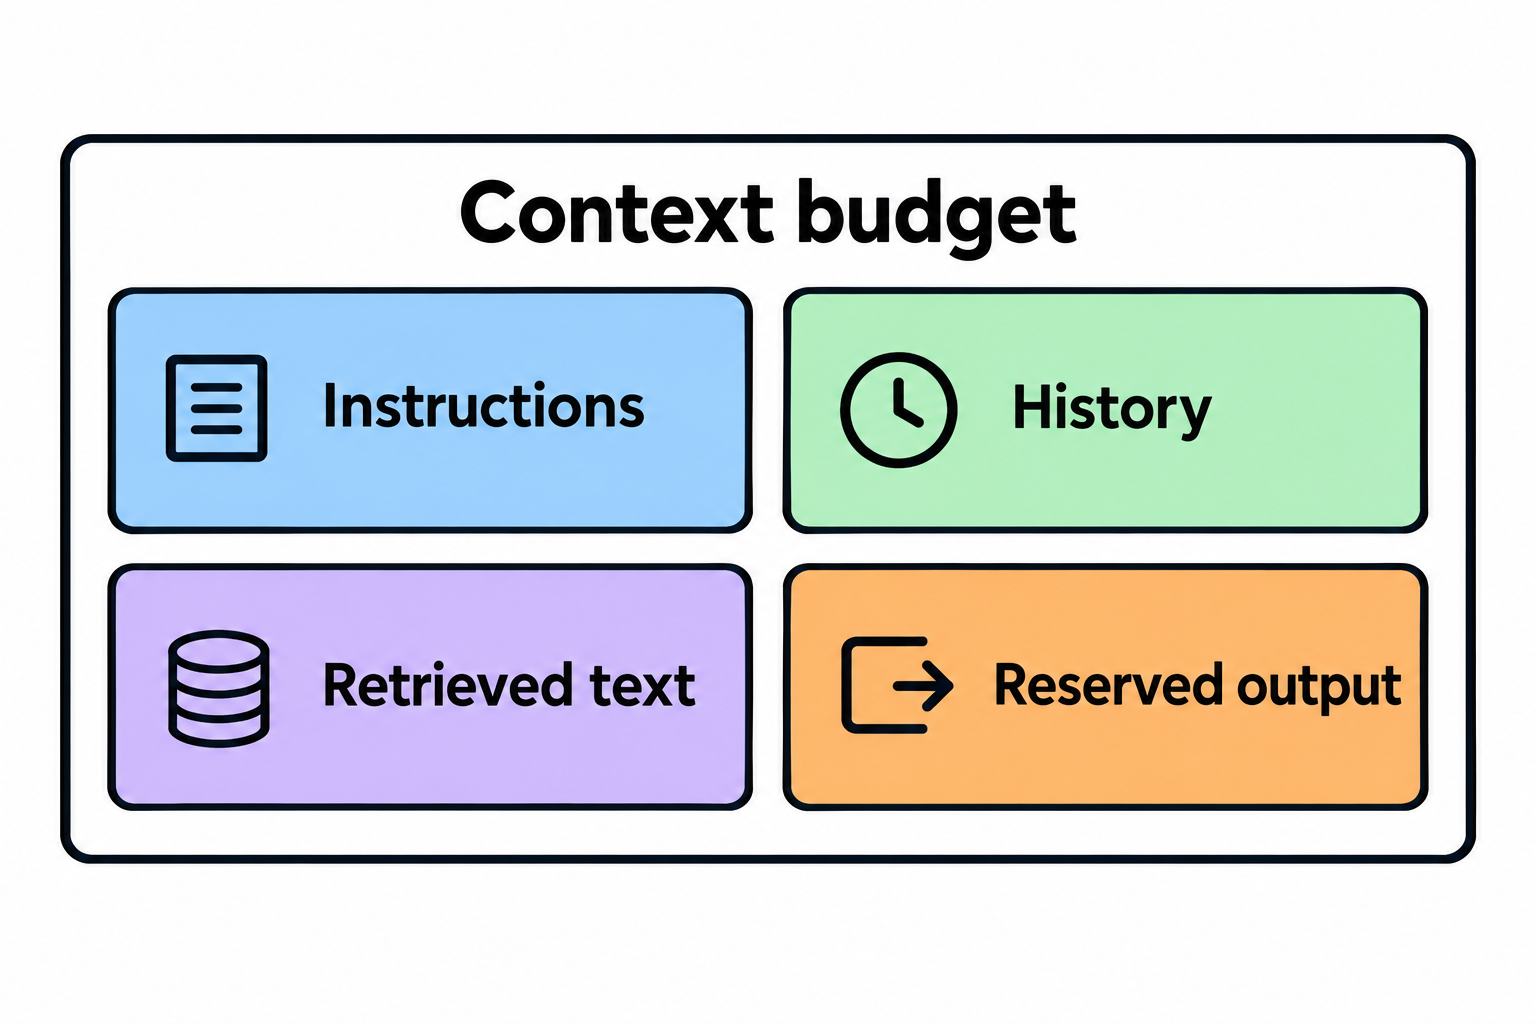 Context budget
Instructions
History
Retrieved text
Reserved output